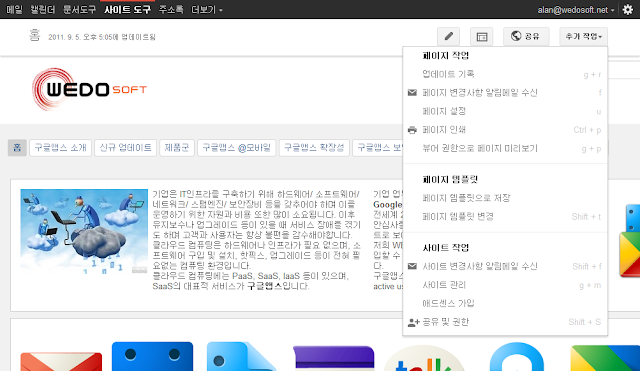 메일 캘린더 문서도구 사이트 도구 주소록 더보기
alan@wedosoft.net
홈 2011. 9. 5. 오후 5:05에 업데이트됨
공유 추가 작업
WEDO SOFT
홈 구글앱스 소개 신규 업데이트 제품군 구글앱스 @모바일 구글앱스 확장성 구글앱스 보
페이지 작업
업데이트 기록 g + r
페이지 변경사항 알림메일 수신 f
페이지 설정 u
페이지 인쇄 Ctrl + p
뷰어 권한으로 페이지 미리보기 g + p
페이지 템플릿
페이지 템플릿으로 저장
페이지 템플릿 변경 Shift + t
사이트 작업
사이트 변경사항 알림메일 수신 Shift + f
사이트 관리 g + m
애드센스 가입
공유 및 권한 Shift + S
기업은 IT인프라를 구축하기 위해 하드웨어/ 소프트웨어/
네트워크/ 스템엔진/ 보안장비 등을 갖추어야 하며 이를
운영하기 위한 자원과 비용 또한 많이 소요됩니다. 이후
유지보수나 업그레이드 등이 있을 때 서비스 장애를 겪기
도 하며 고객과 사용자는 항상 불편을 감수해야합니다.
클라우드 컴퓨팅은 하드웨어나 인프라가 필요 없으며, 소
프트웨어 구입 및 설치, 핫픽스, 업그레이드 등이 전혀 필
요없는 컴퓨팅 환경입니다.
클라우드 컴퓨팅에는 PaaS, SaaS, IaaS 등이 있으며,
SaaS의 대표적 서비스가 구글앱스입니다.
기업 업
Google
전세계
안심사
트로 보
저희 WE
입할 수
다.
구글앱스
active us
talk